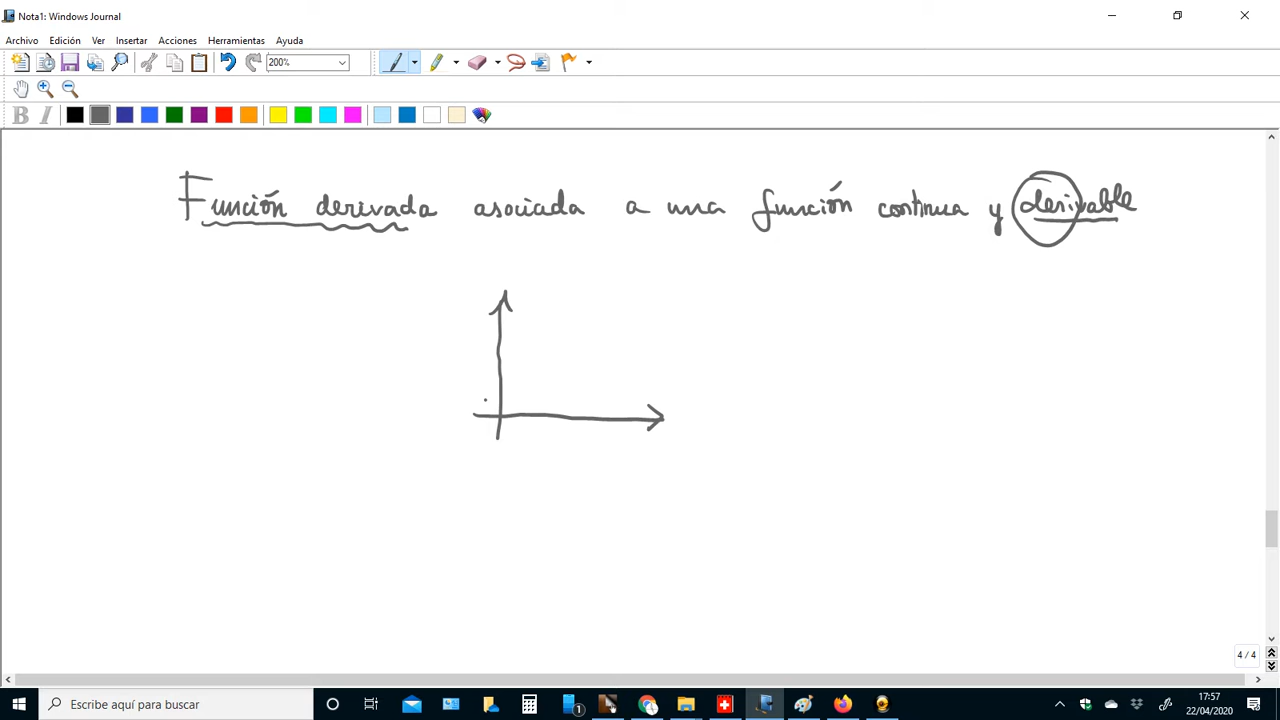 Nota1: Windows Journal
Archivo Edición Ver Insertar Acciones Herramientas Ayuda
200%
B I
Función derivada asociada a una función continua y derivable
4 / 4
Escribe aquí para buscar
1
17:57
22/04/2020